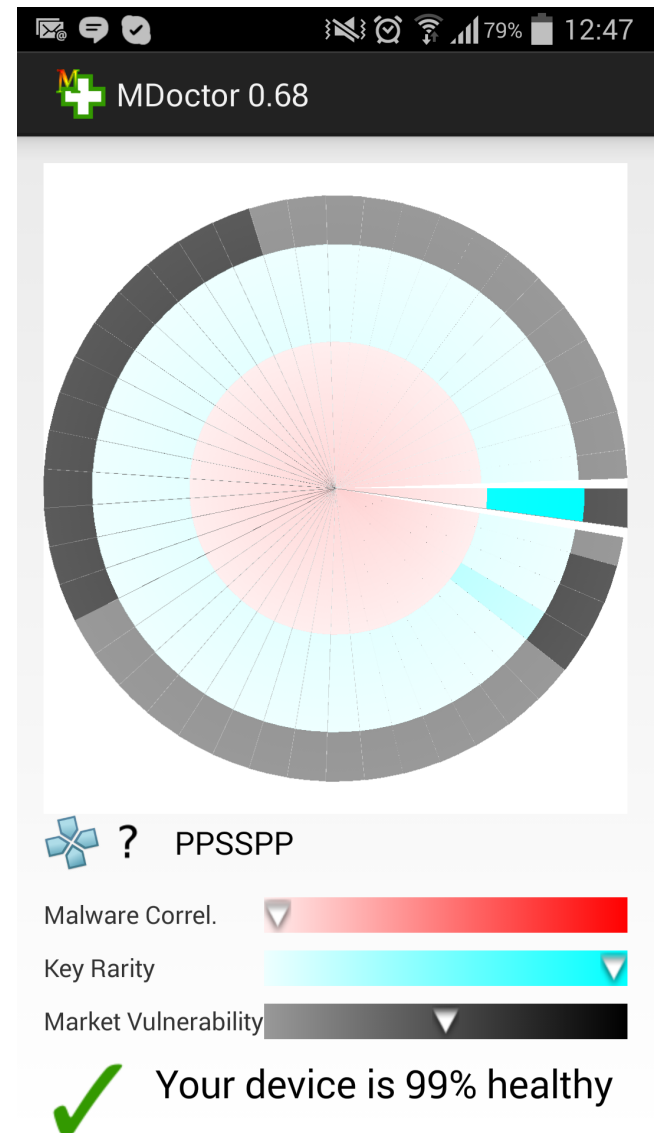 79% 12:47
MDoctor 0.68
? PPSSPP
Malware Correl.
Key Rarity
Market Vulnerability
Your device is 99% healthy